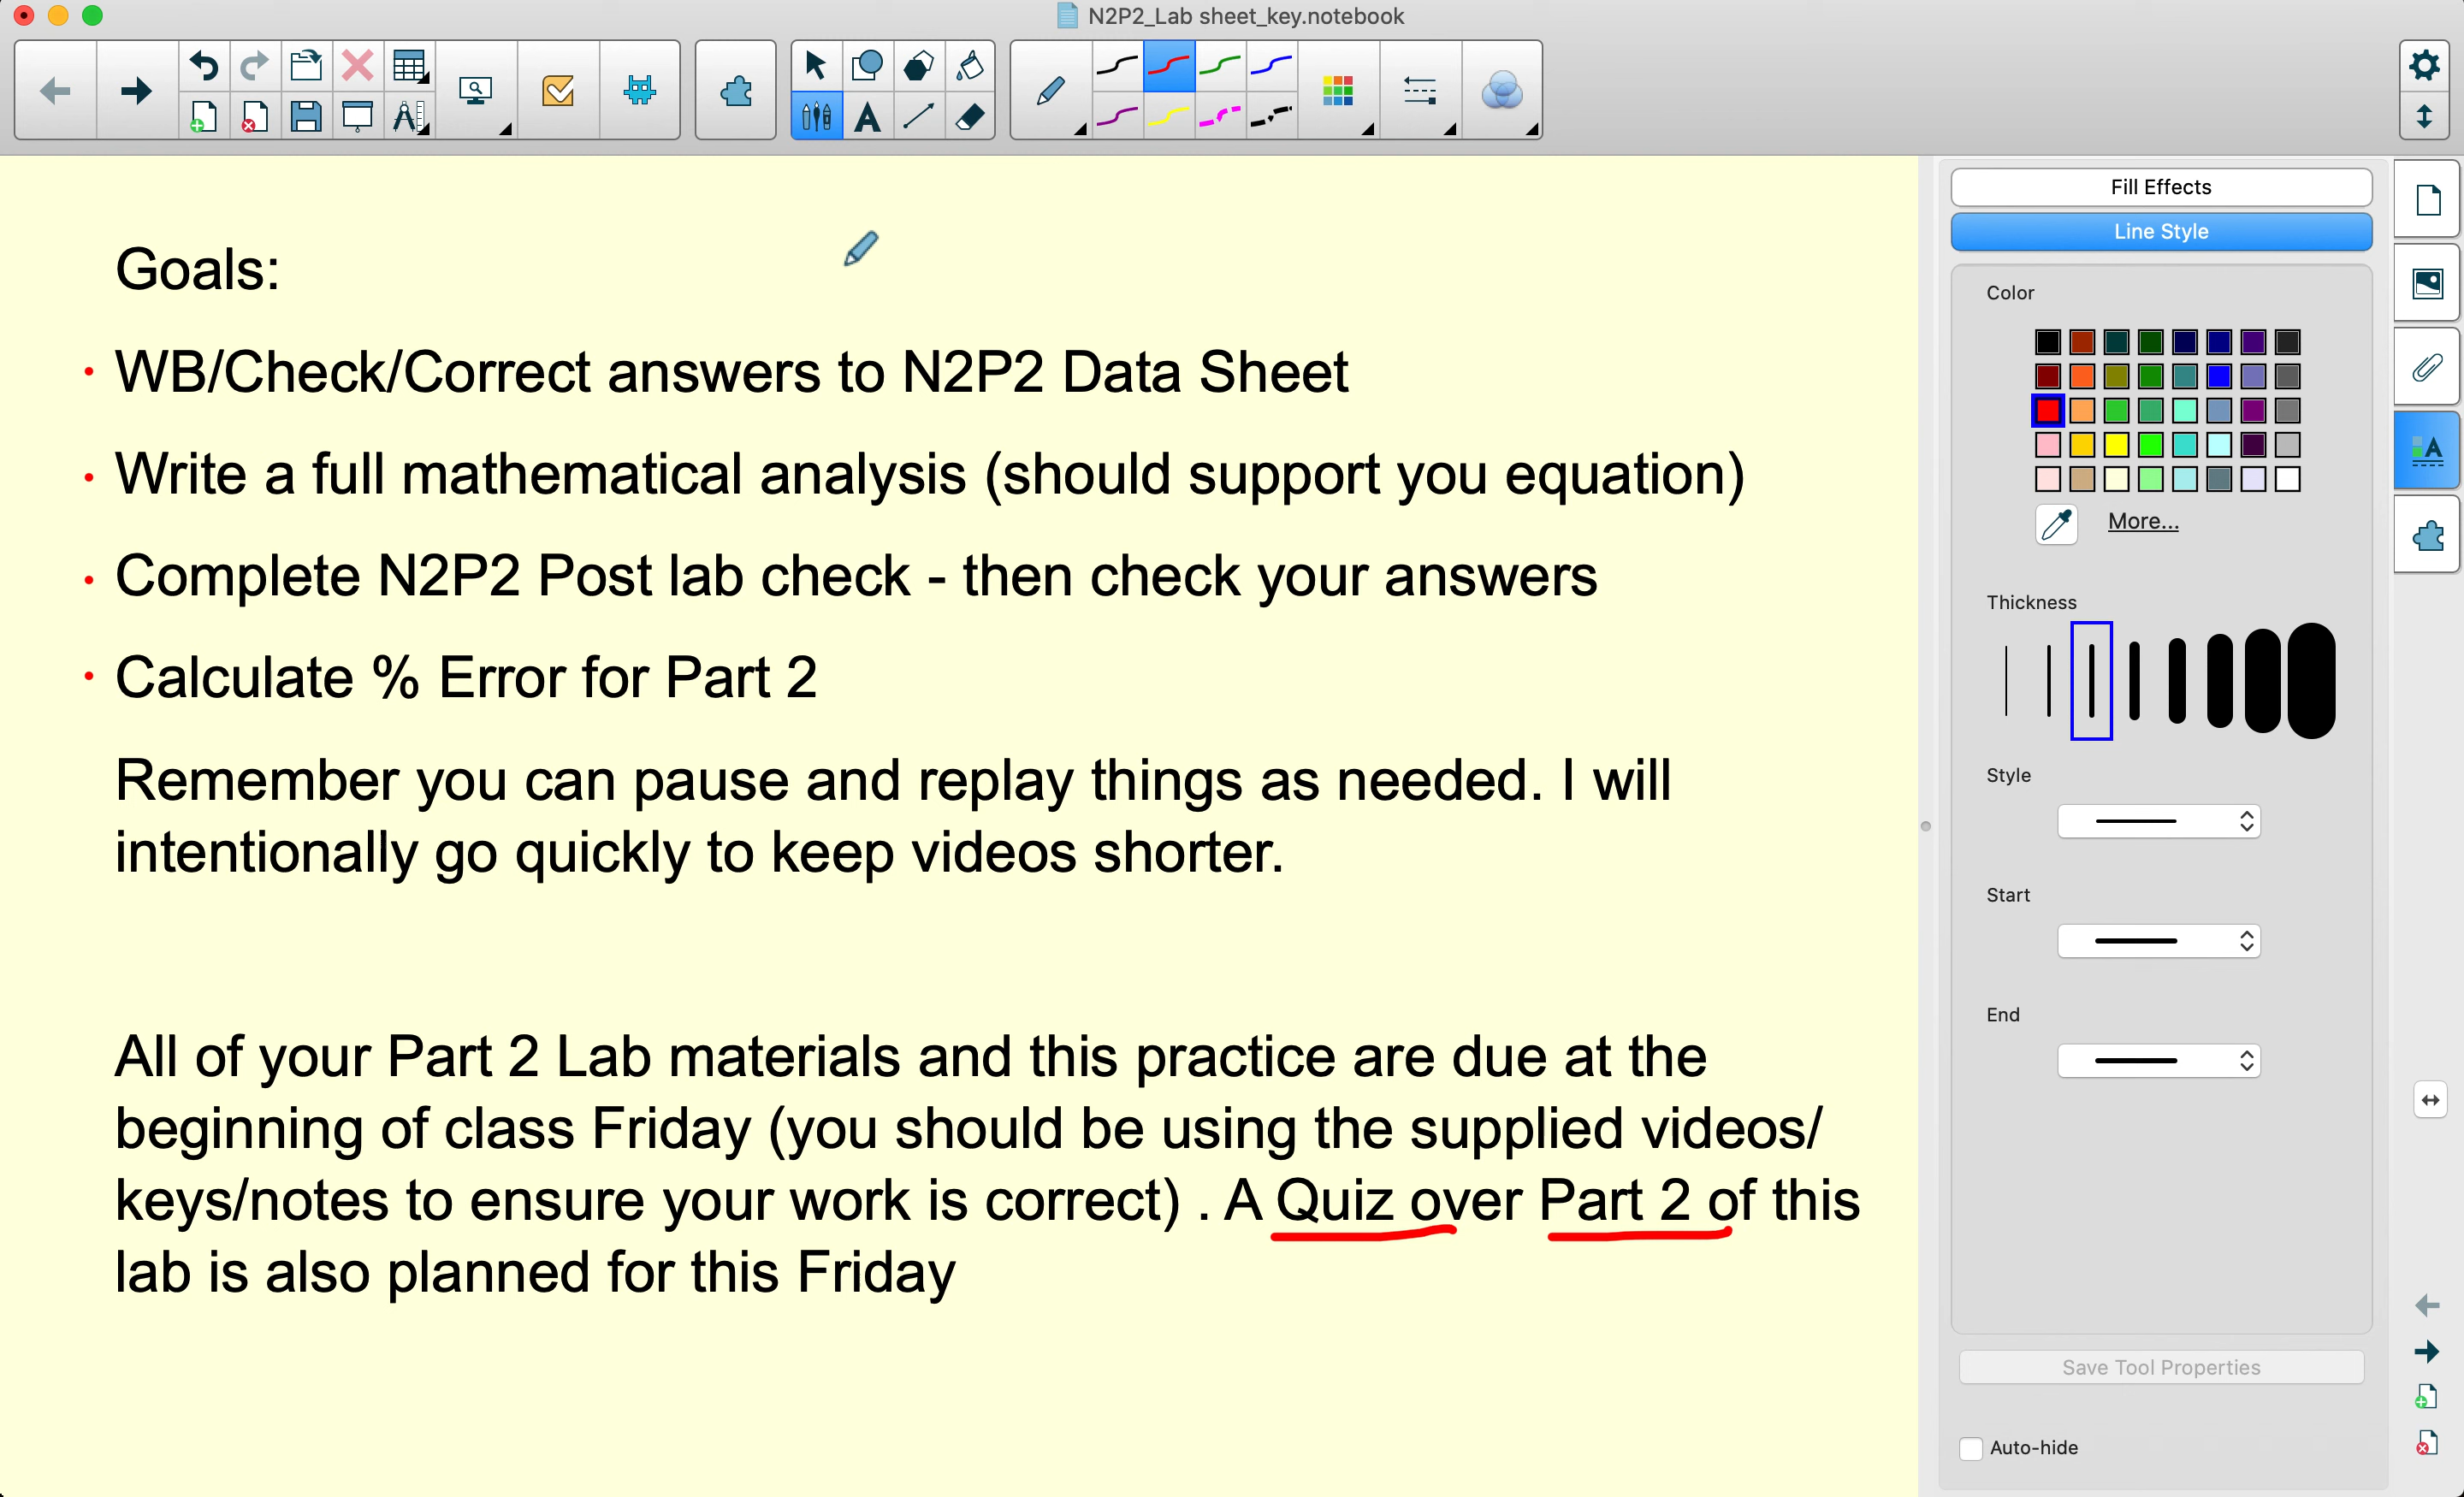 N2P2_Lab sheet_key.notebook
Fill Effects
Line Style
Color
More...
Thickness
Style
Start
End
Save Tool Properties
Auto-hide
Goals:
· WB/Check/Correct answers to N2P2 Data Sheet
· Write a full mathematical analysis (should support you equation)
· Complete N2P2 Post lab check - then check your answers
· Calculate % Error for Part 2
Remember you can pause and replay things as needed. I will
intentionally go quickly to keep videos shorter.
All of your Part 2 Lab materials and this practice are due at the
beginning of class Friday (you should be using the supplied videos/
keys/notes to ensure your work is correct) . A Quiz over Part 2 of this
lab is also planned for this Friday